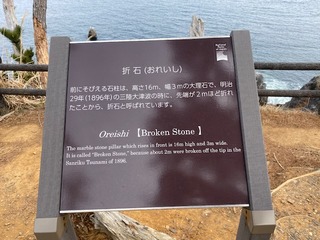 折石(おれいし)
前にそびえる石柱は、高さ16m、幅3mの大理石で、明治
29年(1896年)の三陸大津波の時に、先端が2mほど折れ
たことから、折石と呼ばれています。
Oreishi 【Broken Stone】
The marble stone pillar which rises in front is 16m high and 3m wide.
It is called "Broken Stone," because about 2m were broken off the tip in the
Sanriku Tsunami of 1896.